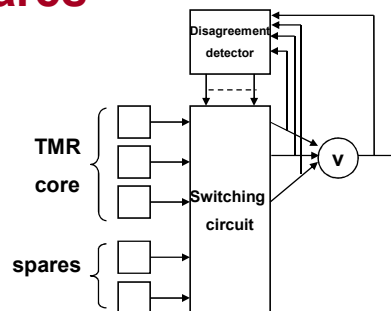 Disagreement
detector
TMR
core
Switching
circuit
v
spares